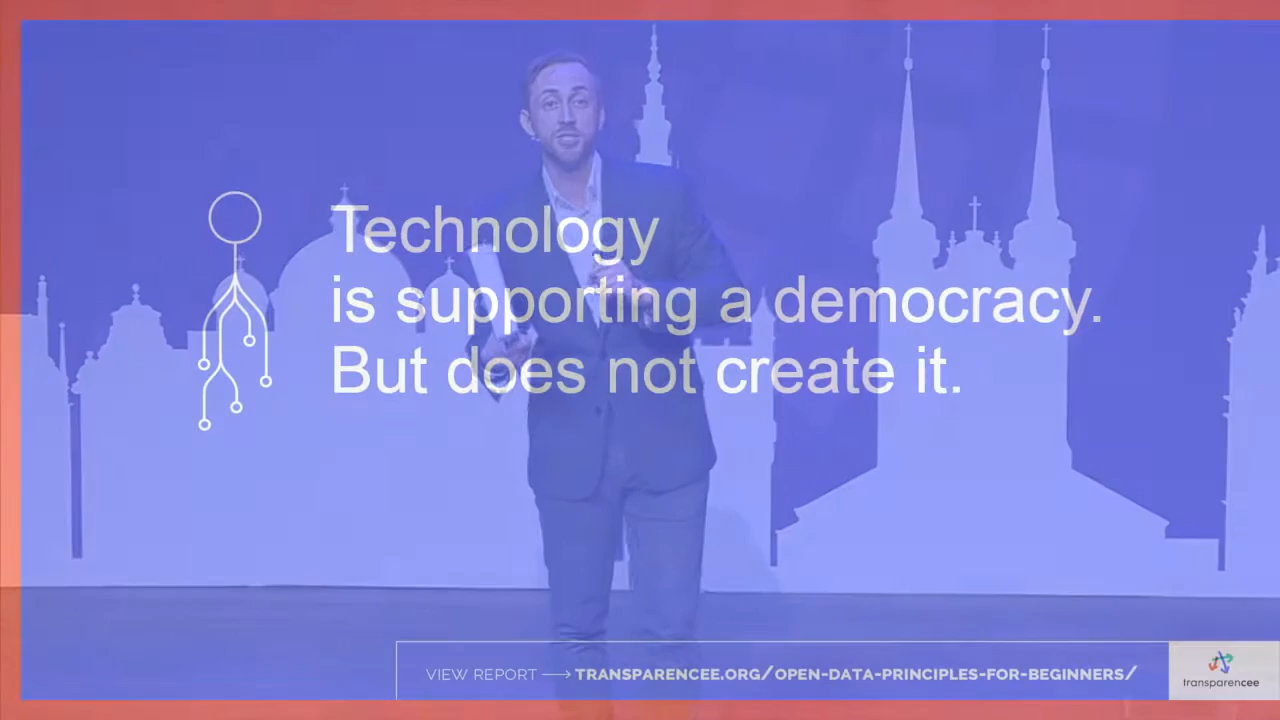 Technology
is supporting a democracy.
But does not create it.
VIEW REPORT → TRANSPARENCEE.ORG/OPEN-DATA-PRINCIPLES-FOR-BEGINNERS/
transparencee